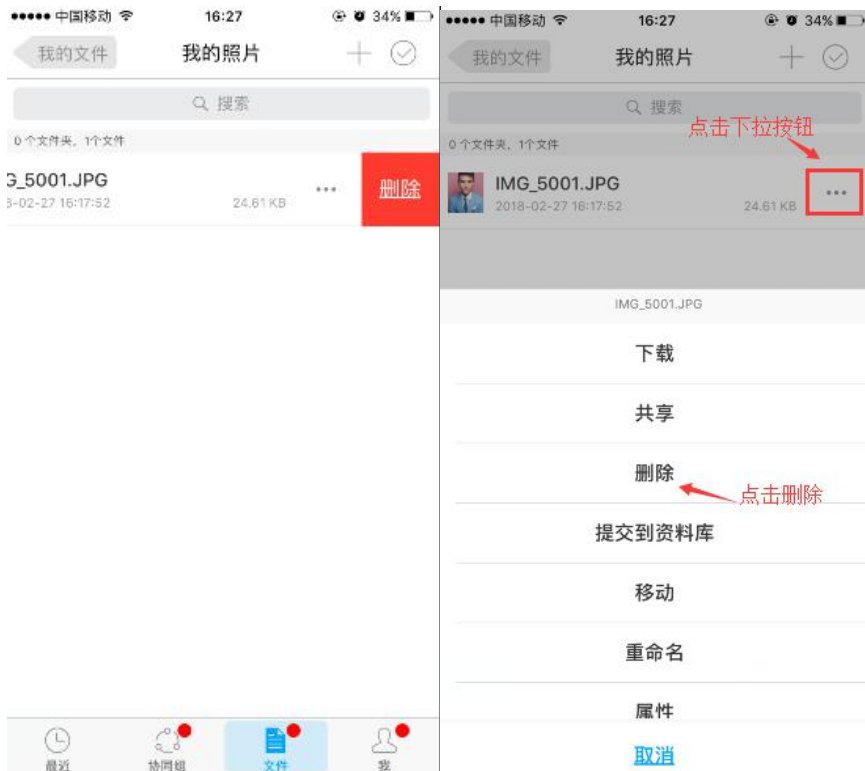 中国移动 16:27 34%
我的文件 我的照片
搜索
0个文件夹，1个文件
G_5001.JPG
8-02-27 16:17:52 24.61 KB
删除
最近 协同组 文件 我
中国移动 16:27 34%
我的文件 我的照片
搜索
点击下拉按钮
0个文件夹，1个文件
IMG_5001.JPG
2018-02-27 16:17:52 24.61 KB
IMG_5001.JPG
下载
共享
删除
点击删除
提交到资料库
移动
重命名
属性
取消